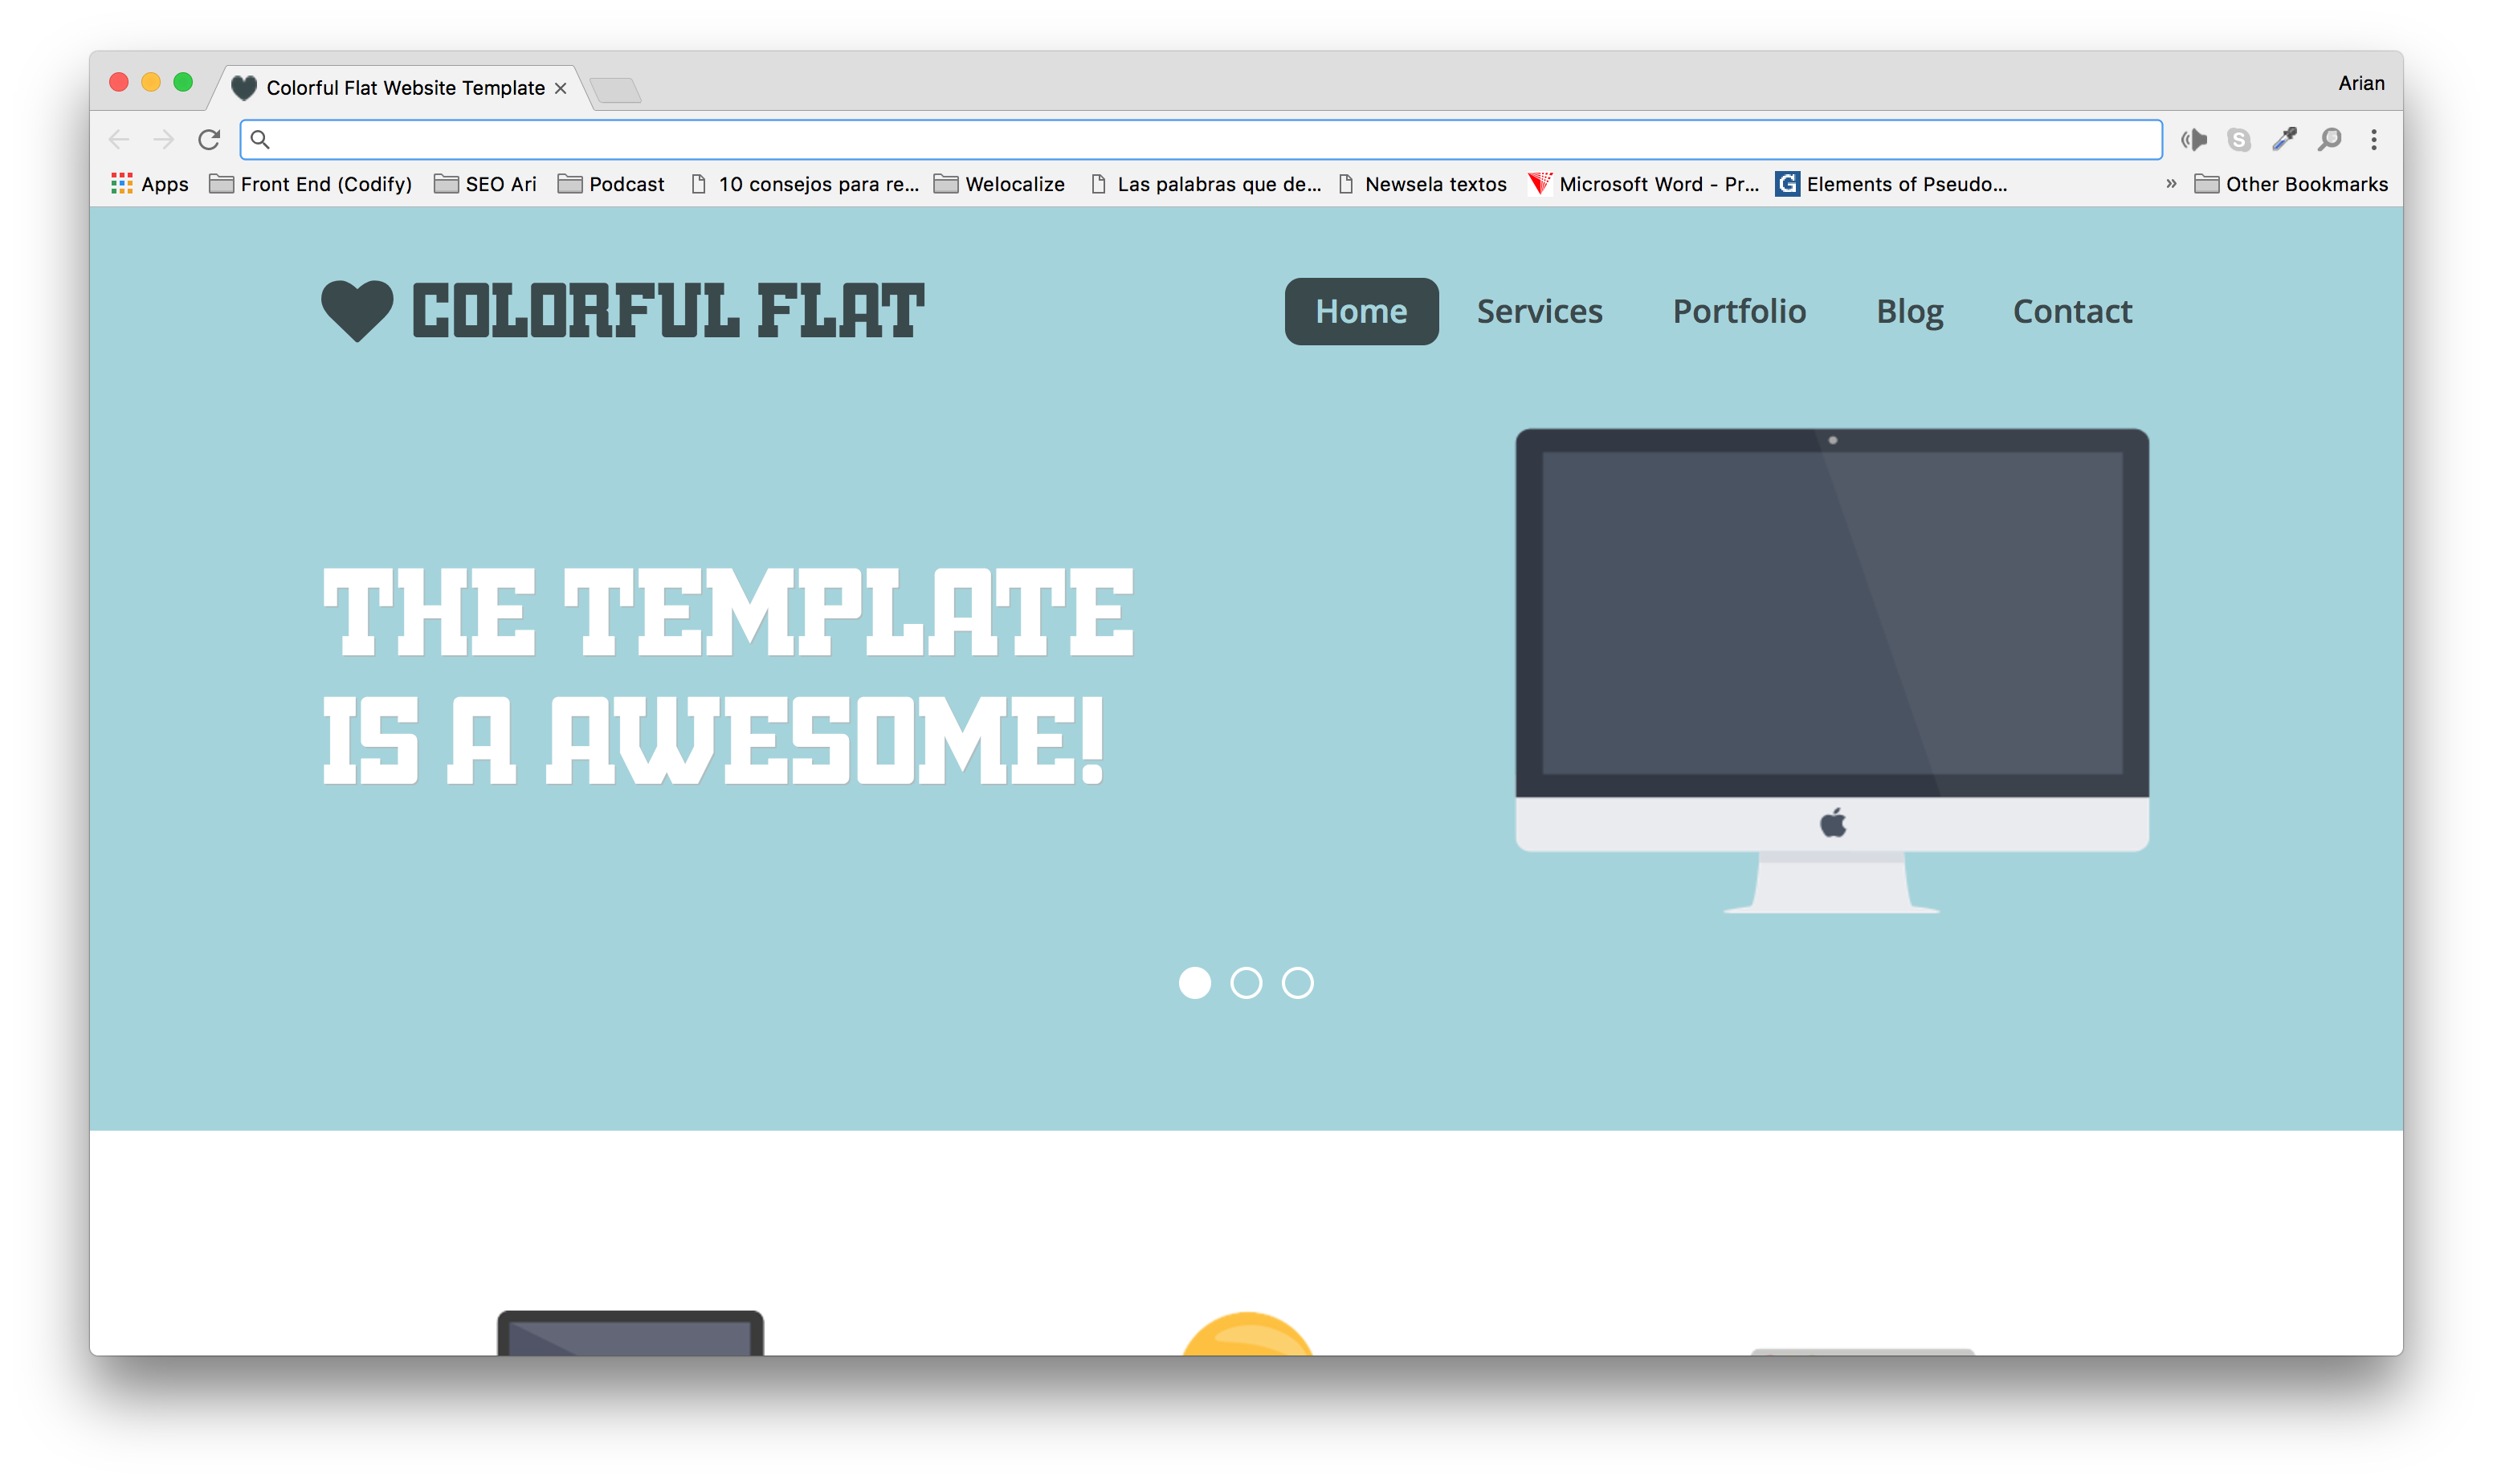 Colorful Flat Website Template
Arian
Apps Front End (Codify) SEO Ari Podcast 10 consejos para re... Welocalize Las palabras que de... Newsela textos Microsoft Word - Pr... Elements of Pseudo... » Other Bookmarks
COLORFUL FLAT
Home Services Portfolio Blog Contact
THE TEMPLATE
IS A AWESOME!